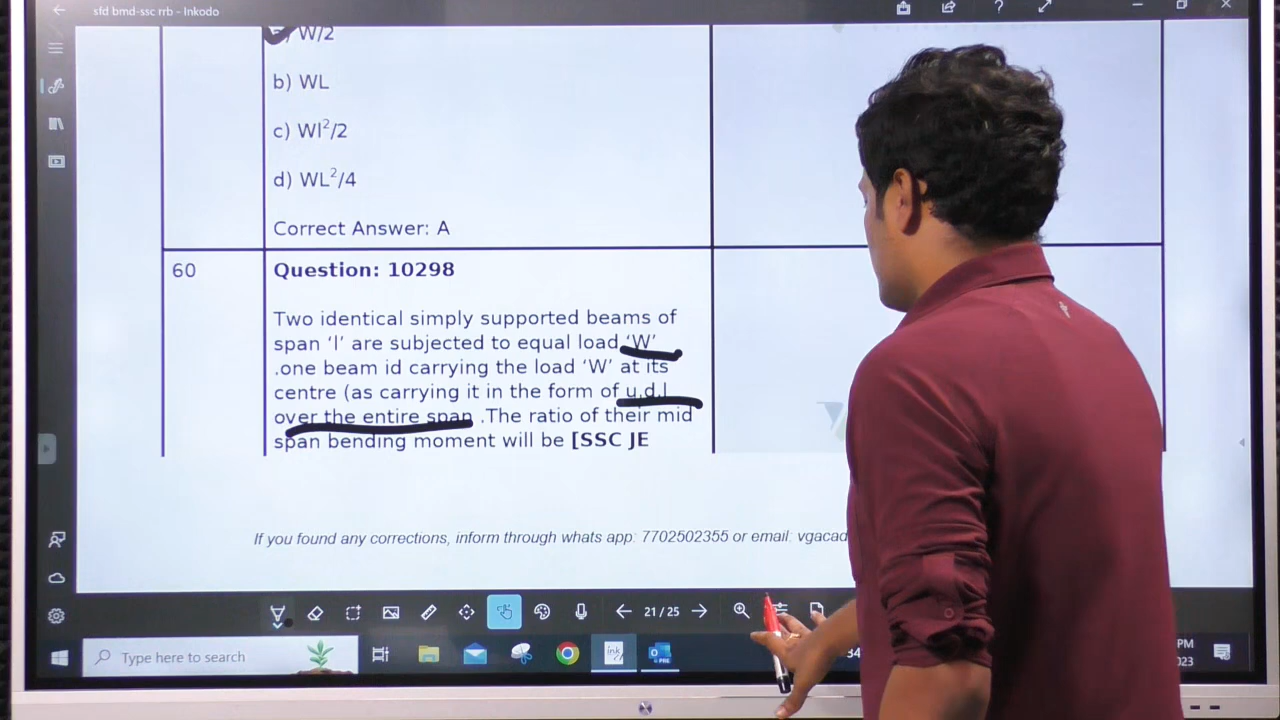 sfd bmd-ssc rrb - Inkodo
W/2
b) WL
c) Wl²/2
d) WL²/4
Correct Answer: A
60
Question: 10298
Two identical simply supported beams of
span ‘l’ are subjected to equal load ‘W’
.one beam id carrying the load ‘W’ at its
centre (as carrying it in the form of u.d.l
over the entire span .The ratio of their mid
span bending moment will be [SSC JE
If you found any corrections, inform through whats app: 7702502355 or email: vgacad
21 / 25
Type here to search
PM